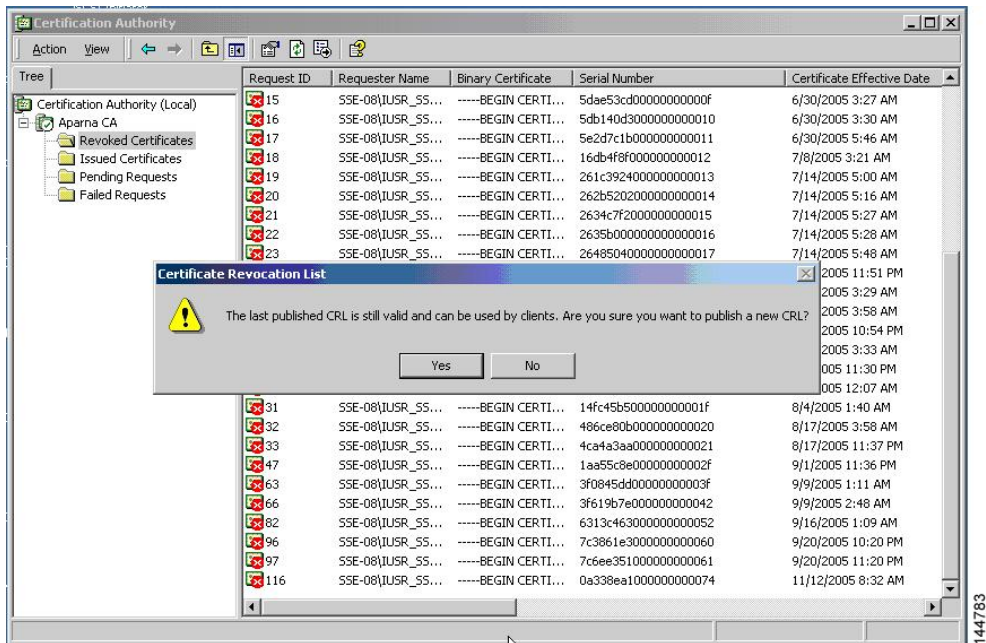 Certification Authority
Action View
Tree
Request ID Requester Name Binary Certificate Serial Number Certificate Effective Date
Certification Authority (Local)
Aparna CA
Revoked Certificates
Issued Certificates
Pending Requests
Failed Requests
15 SSE-08\IUSR_SS... -----BEGIN CERTI... 5dae53cd00000000000f 6/30/2005 3:27 AM
16 SSE-08\IUSR_SS... -----BEGIN CERTI... 5db140d3000000000010 6/30/2005 3:30 AM
17 SSE-08\IUSR_SS... -----BEGIN CERTI... 5e2d7c1b000000000011 6/30/2005 5:46 AM
18 SSE-08\IUSR_SS... -----BEGIN CERTI... 16db4f8f000000000012 7/8/2005 3:21 AM
19 SSE-08\IUSR_SS... -----BEGIN CERTI... 261c3924000000000013 7/14/2005 5:00 AM
20 SSE-08\IUSR_SS... -----BEGIN CERTI... 262b5202000000000014 7/14/2005 5:16 AM
21 SSE-08\IUSR_SS... -----BEGIN CERTI... 2634c7f2000000000015 7/14/2005 5:27 AM
22 SSE-08\IUSR_SS... -----BEGIN CERTI... 2635b000000000000016 7/14/2005 5:28 AM
23 SSE-08\IUSR_SS... -----BEGIN CERTI... 26485040000000000017 7/14/2005 5:48 AM
2005 11:51 PM
2005 3:29 AM
2005 3:58 AM
2005 10:54 PM
2005 3:33 AM
005 11:30 PM
005 12:07 AM
Certificate Revocation List
The last published CRL is still valid and can be used by clients. Are you sure you want to publish a new CRL?
Yes No
31 SSE-08\IUSR_SS... -----BEGIN CERTI... 14fc45b500000000001f 8/4/2005 1:40 AM
32 SSE-08\IUSR_SS... -----BEGIN CERTI... 486ce80b000000000020 8/17/2005 3:58 AM
33 SSE-08\IUSR_SS... -----BEGIN CERTI... 4ca4a3aa000000000021 8/17/2005 11:37 PM
47 SSE-08\IUSR_SS... -----BEGIN CERTI... 1aa55c8e00000000002f 9/1/2005 11:36 PM
63 SSE-08\IUSR_SS... -----BEGIN CERTI... 3f0845dd00000000003f 9/9/2005 1:11 AM
66 SSE-08\IUSR_SS... -----BEGIN CERTI... 3f619b7e000000000042 9/9/2005 2:48 AM
82 SSE-08\IUSR_SS... -----BEGIN CERTI... 6313c463000000000052 9/16/2005 1:09 AM
96 SSE-08\IUSR_SS... -----BEGIN CERTI... 7c3861e3000000000060 9/20/2005 10:20 PM
97 SSE-08\IUSR_SS... -----BEGIN CERTI... 7c6ee351000000000061 9/20/2005 11:20 PM
116 SSE-08\IUSR_SS... -----BEGIN CERTI... 0a338ea1000000000074 11/12/2005 8:32 AM
144783